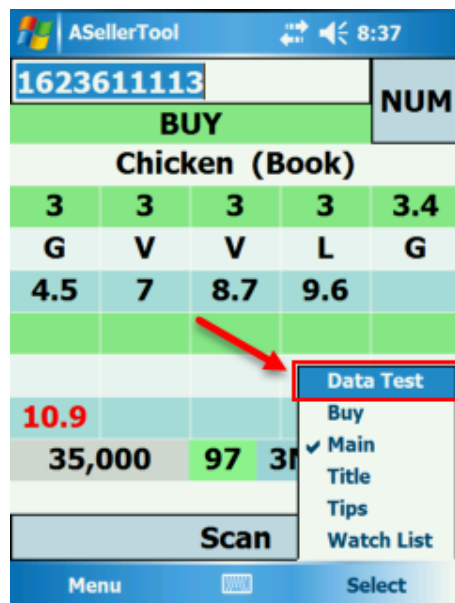 ASellerTool 8:37
1623611113
NUM
BUY
Chicken (Book)
3 3 3 3 3.4
G V V L G
4.5 7 8.7 9.6
10.9
35,000 97
Data Test
Buy
Main
Title
Tips
Watch List
Scan
Menu Select